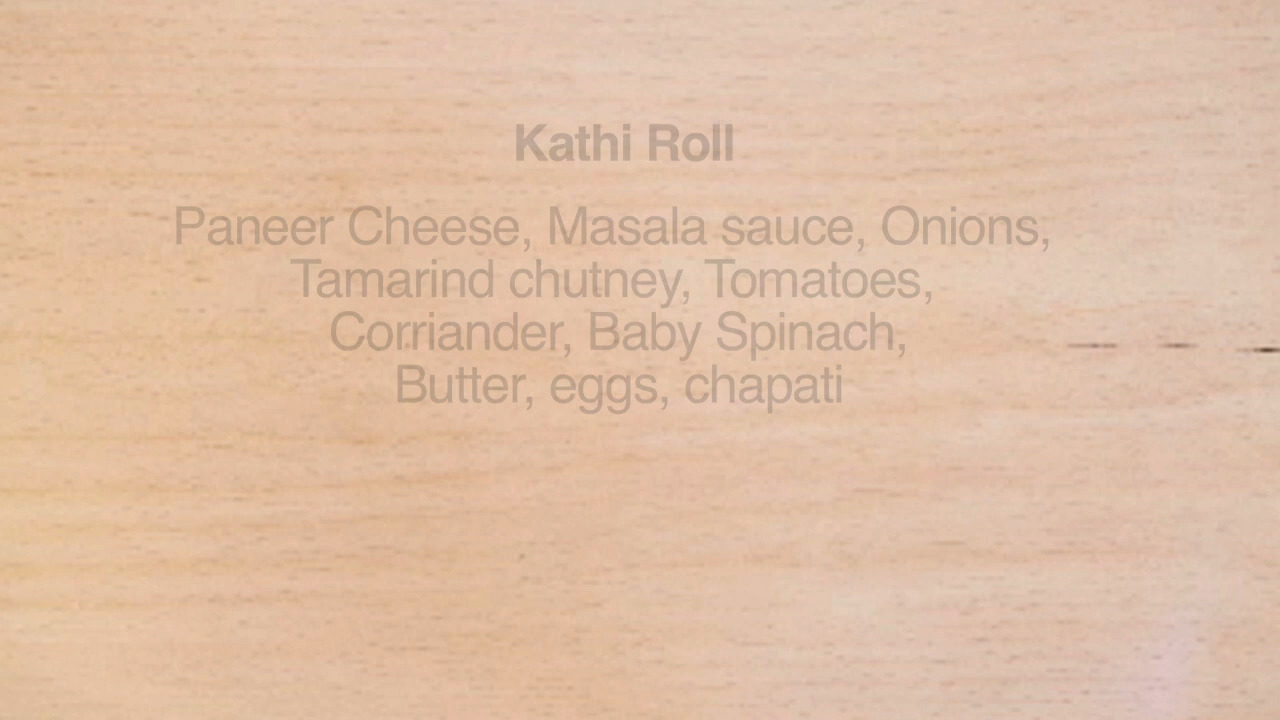 Kathi Roll
Paneer Cheese, Masala sauce, Onions,
Tamarind chutney, Tomatoes,
Corriander, Baby Spinach,
Butter, eggs, chapati